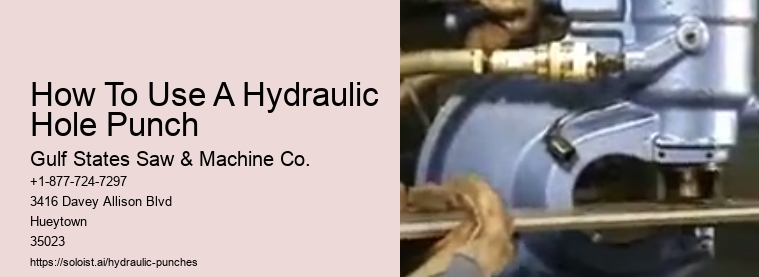 How To Use A Hydraulic
Hole Punch
Gulf States Saw & Machine Co.
+1-877-724-7297
3416 Davey Allison Blvd
Hueytown
35023
https://soloist.ai/hydraulic-punches